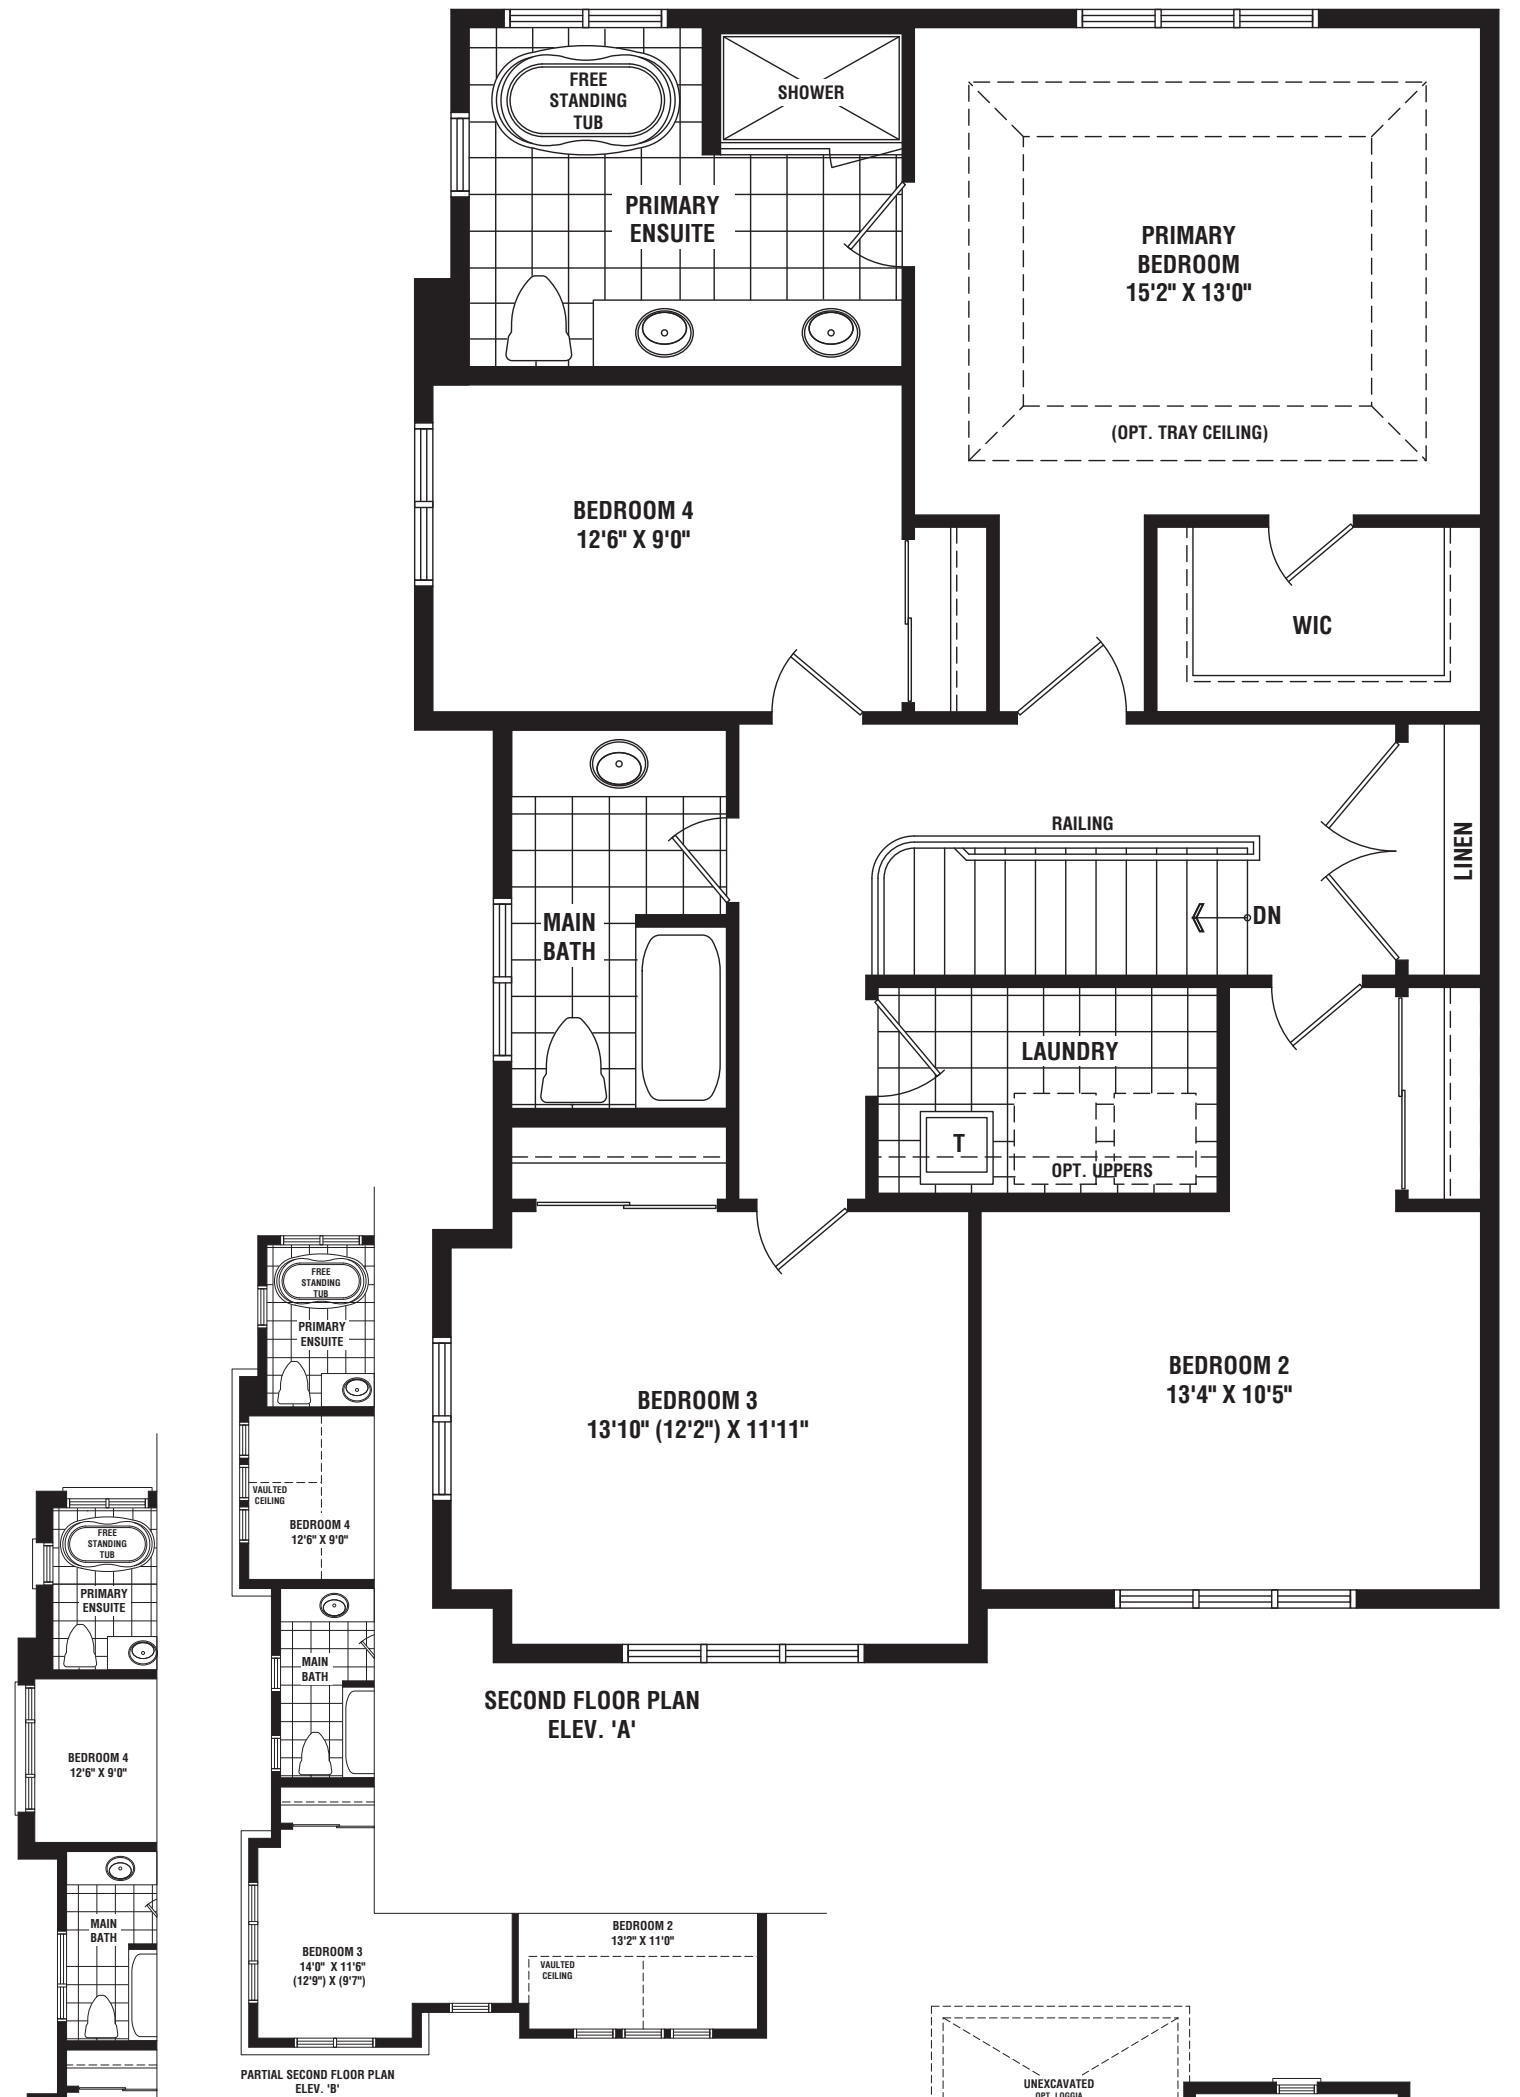 FREE
STANDING
TUB
SHOWER
PRIMARY
ENSUITE
PRIMARY
BEDROOM
15'2" X 13'0"
(OPT. TRAY CEILING)
BEDROOM 4
12'6" X 9'0"
WIC
RAILING
LINEN
DN
MAIN
BATH
LAUNDRY
T
OPT. UPPERS
BEDROOM 3
13'10" (12'2") X 11'11"
BEDROOM 2
13'4" X 10'5"
SECOND FLOOR PLAN
ELEV. 'A'
FREE
STANDING
TUB
PRIMARY
ENSUITE
VAULTED
CEILING
BEDROOM 4
12'6" X 9'0"
MAIN
BATH
BEDROOM 3
14'0" X 11'6"
(12'9") X (9'7")
BEDROOM 2
13'2" X 11'0"
VAULTED
CEILING
PARTIAL SECOND FLOOR PLAN
ELEV. 'B'
FREE
STANDING
TUB
PRIMARY
ENSUITE
BEDROOM 4
12'6" X 9'0"
MAIN
BATH
UNEXCAVATED
OPT. LOGGIA